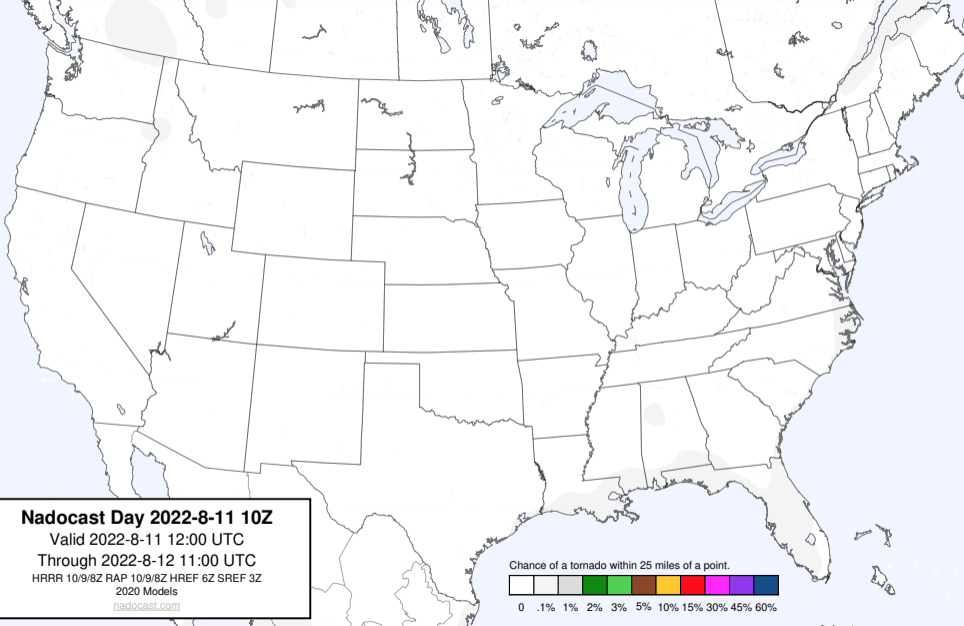 Nadocast Day 2022-8-11 10Z
Valid 2022-8-11 12:00 UTC
Through 2022-8-12 11:00 UTC
HRRR 10/9/8Z RAP 10/9/8Z HREF 6Z SREF 3Z
2020 Models
nadocast.com
Chance of a tornado within 25 miles of a point.
0 .1% 1% 2% 3% 5% 10% 15% 30% 45% 60%